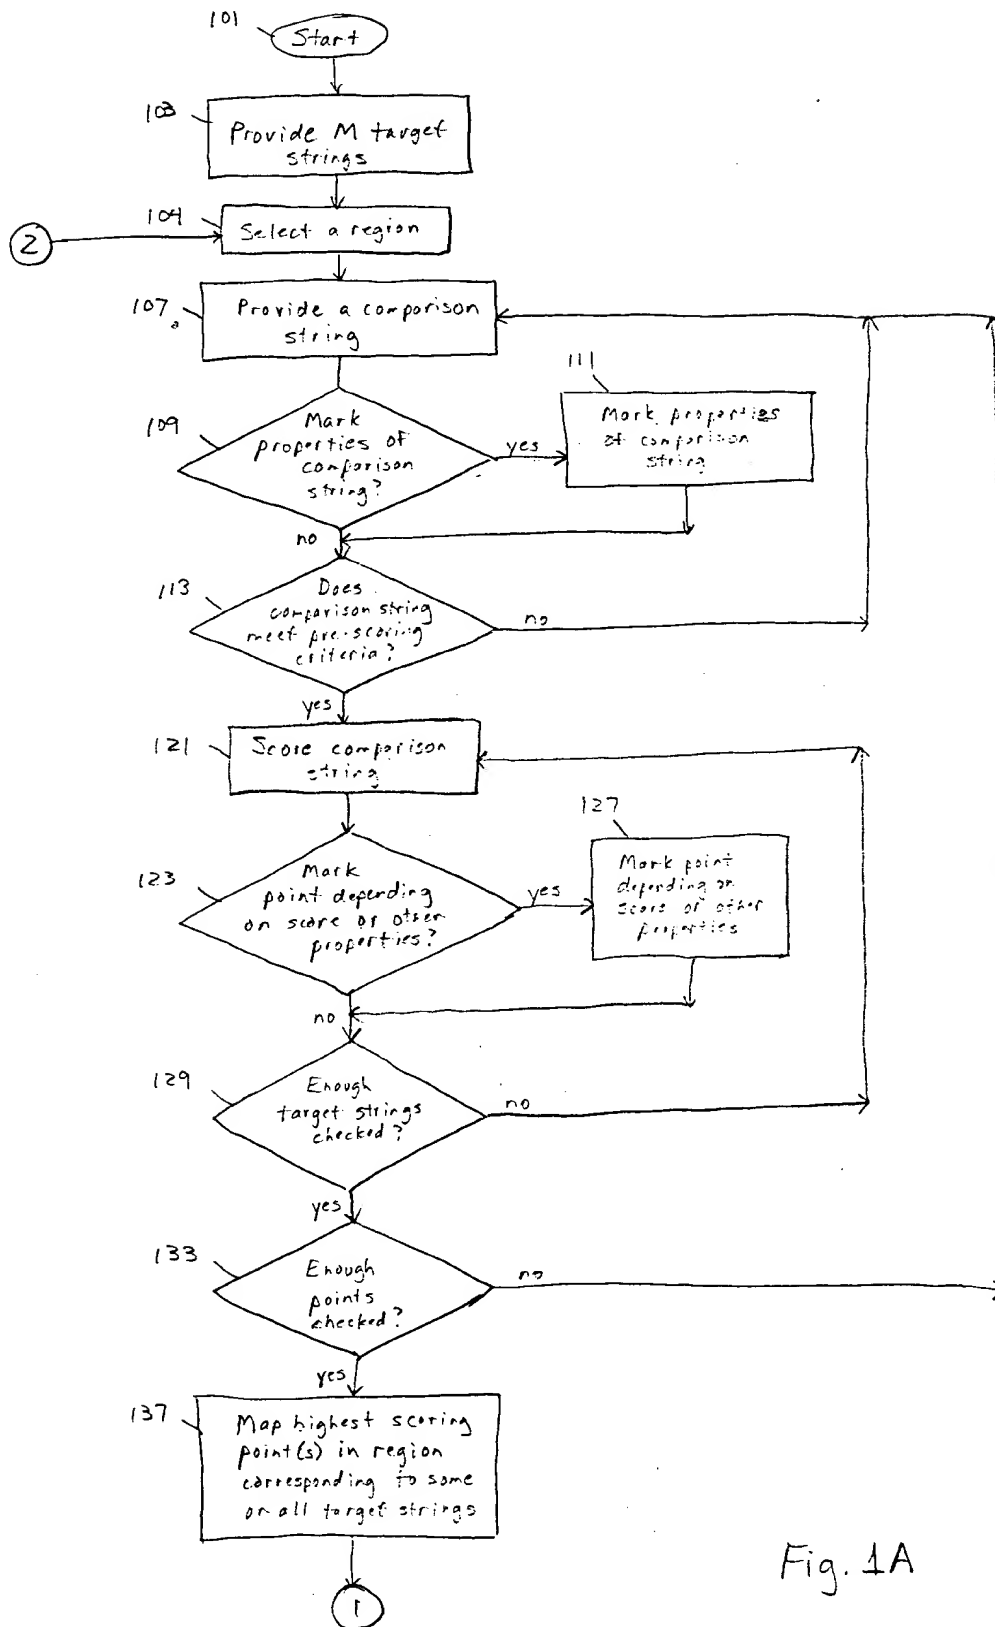 101
Start
103
Provide M target
strings
104
2
Select a region
107
Provide a comparison
string
109
Mark
properties of
comparison
string?
yes
111
Mark properties
of comparison
string
no
113
Does
comparison string
meet pre-scoring
criteria?
no
yes
121
Score comparison
string
123
Mark
point depending
on score or other
properties?
yes
127
Mark point
depending on
score or other
properties
no
129
Enough
target strings
checked?
no
yes
133
Enough
points
checked?
no
yes
137
Map highest scoring
point(s) in region
corresponding to some
or all target strings
1
Fig. 1A